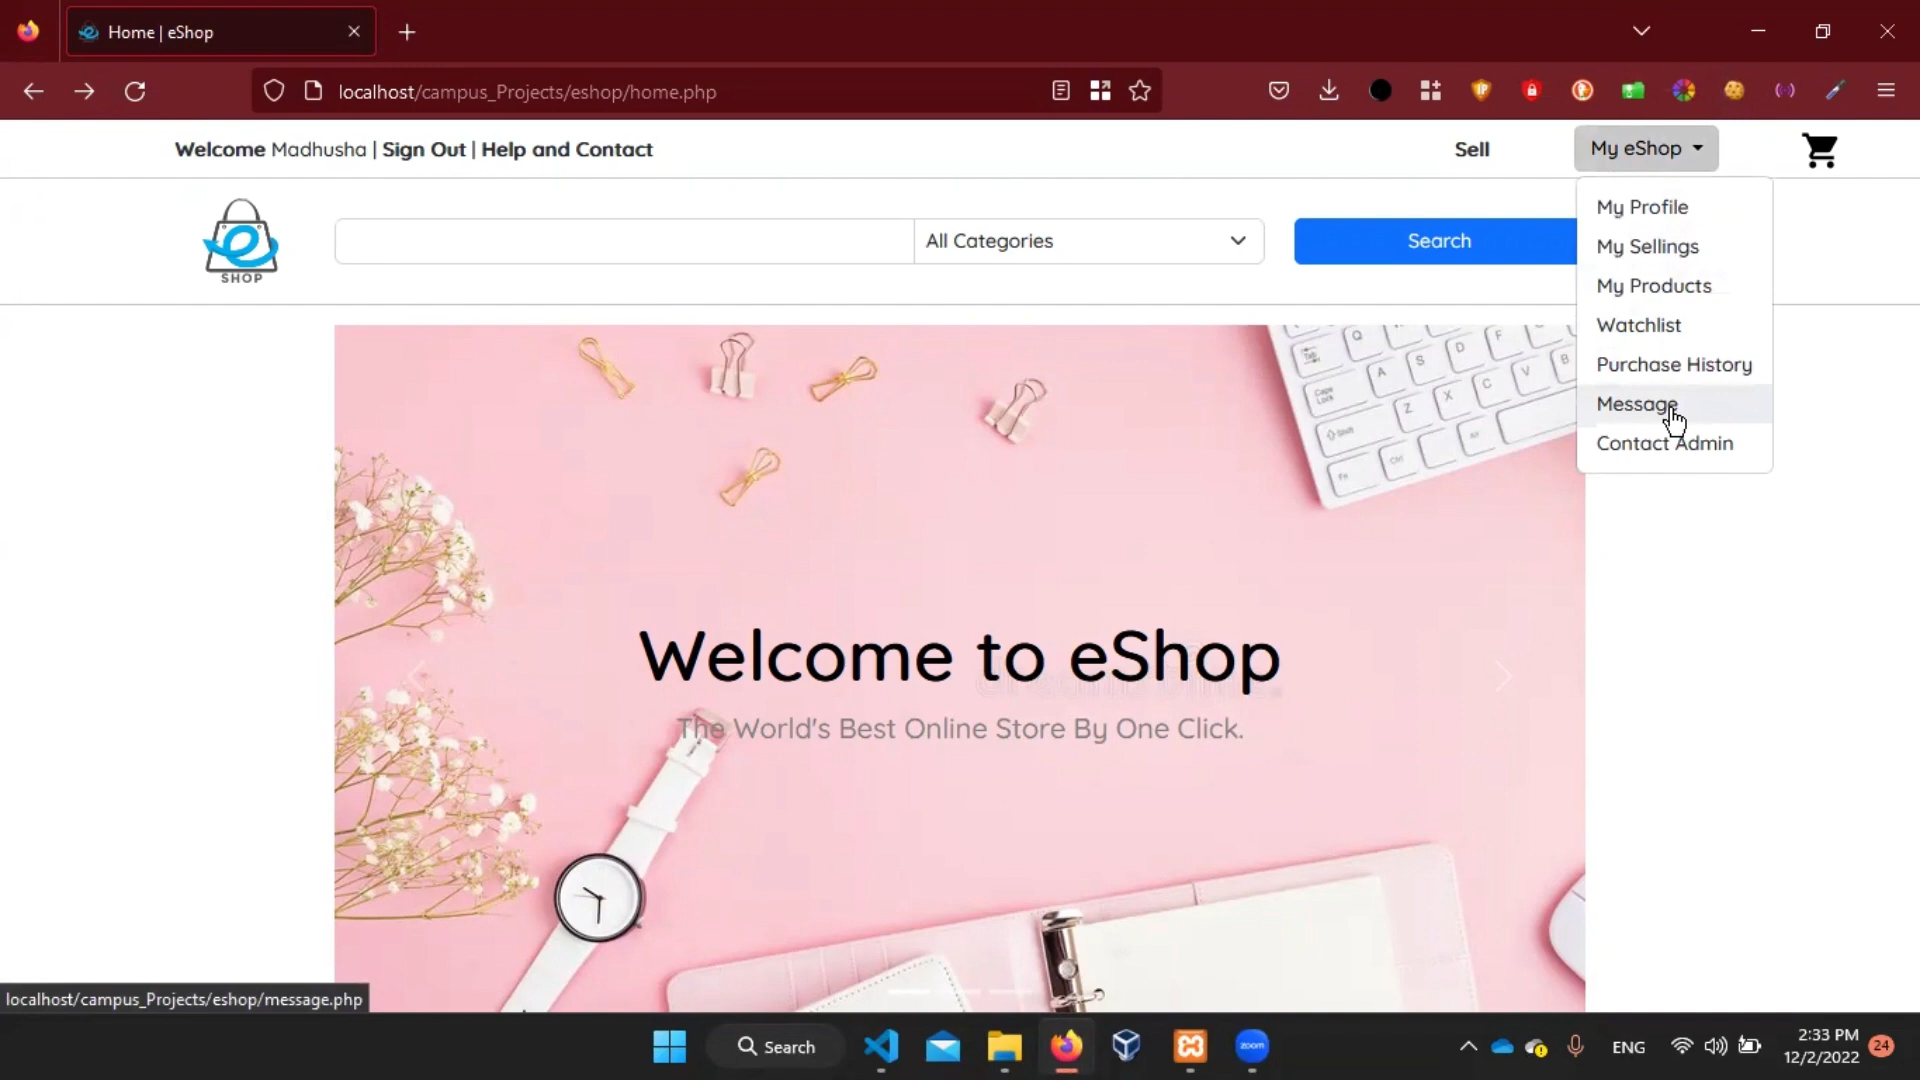 Home | eShop
localhost/campus_Projects/eshop/home.php
Welcome Madhusha | Sign Out | Help and Contact
Sell
My eShop
SHOP
All Categories
Search
My Profile
My Sellings
My Products
Watchlist
Purchase History
Message
Contact Admin
Welcome to eShop
The World's Best Online Store By One Click.
localhost/campus_Projects/eshop/message.php
Search
zoom
ENG
2:33 PM
12/2/2022
24